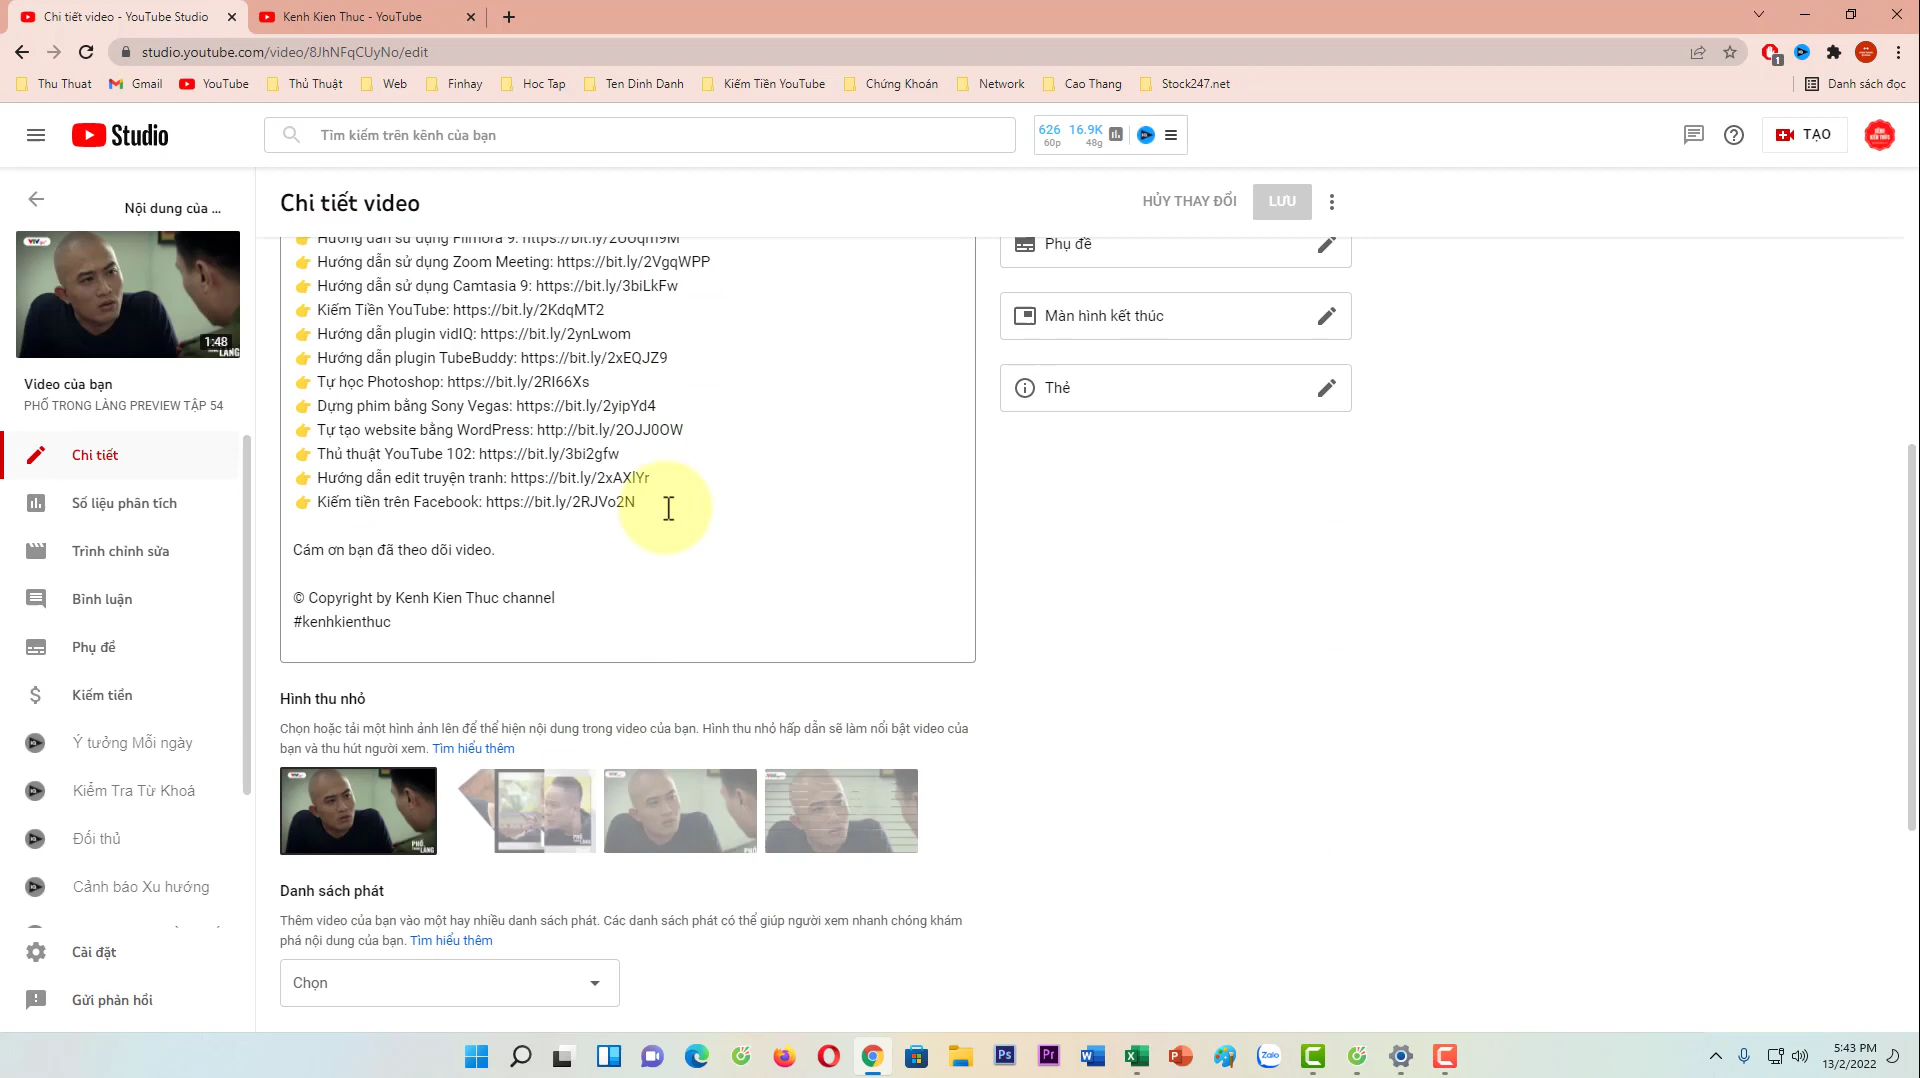 Chi tiết video - YouTube Studio
Kenh Kien Thuc - YouTube
studio.youtube.com/video/8JhNFqCUyNo/edit
1
Thu Thuat
Gmail
YouTube
Thủ Thuật
Web
Finhay
Hoc Tap
Ten Dinh Danh
Kiếm Tiền YouTube
Chứng Khoán
Network
Cao Thang
Stock247.net
Danh sách đọc
Studio
Tìm kiếm trên kênh của bạn
626 16.9K
60p 48g
TẠO
Nội dung của ...
1:48
Video của bạn
PHỐ TRONG LÀNG PREVIEW TẬP 54
Chi tiết
Số liệu phân tích
Trình chỉnh sửa
Bình luận
Phụ đề
Kiếm tiền
Ý tưởng Mỗi ngày
Kiểm Tra Từ Khoá
Đối thủ
Cảnh báo Xu hướng
Cài đặt
Gửi phản hồi
Chi tiết video
HỦY THAY ĐỔI
LƯU
👉 Hướng dẫn sử dụng Zoom Meeting: https://bit.ly/2VgqWPP
👉 Hướng dẫn sử dụng Camtasia 9: https://bit.ly/3biLkFw
👉 Kiếm Tiền YouTube: https://bit.ly/2KdqMT2
👉 Hướng dẫn plugin vidIQ: https://bit.ly/2ynLwom
👉 Hướng dẫn plugin TubeBuddy: https://bit.ly/2xEQJZ9
👉 Tự học Photoshop: https://bit.ly/2RI66Xs
👉 Dựng phim bằng Sony Vegas: https://bit.ly/2yipYd4
👉 Tự tạo website bằng WordPress: http://bit.ly/2OJJ0OW
👉 Thủ thuật YouTube 102: https://bit.ly/3bi2gfw
👉 Hướng dẫn edit truyện tranh: https://bit.ly/2xAXlYr
👉 Kiếm tiền trên Facebook: https://bit.ly/2RJVo2N
Cám ơn bạn đã theo dõi video.
© Copyright by Kenh Kien Thuc channel
#kenhkienthuc
Phụ đề
Màn hình kết thúc
Thẻ
Hình thu nhỏ
Chọn hoặc tải một hình ảnh lên để thể hiện nội dung trong video của bạn. Hình thu nhỏ hấp dẫn sẽ làm nổi bật video của
bạn và thu hút người xem. Tìm hiểu thêm
Danh sách phát
Thêm video của bạn vào một hay nhiều danh sách phát. Các danh sách phát có thể giúp người xem nhanh chóng khám
phá nội dung của bạn. Tìm hiểu thêm
Chọn
5:43 PM
13/2/2022